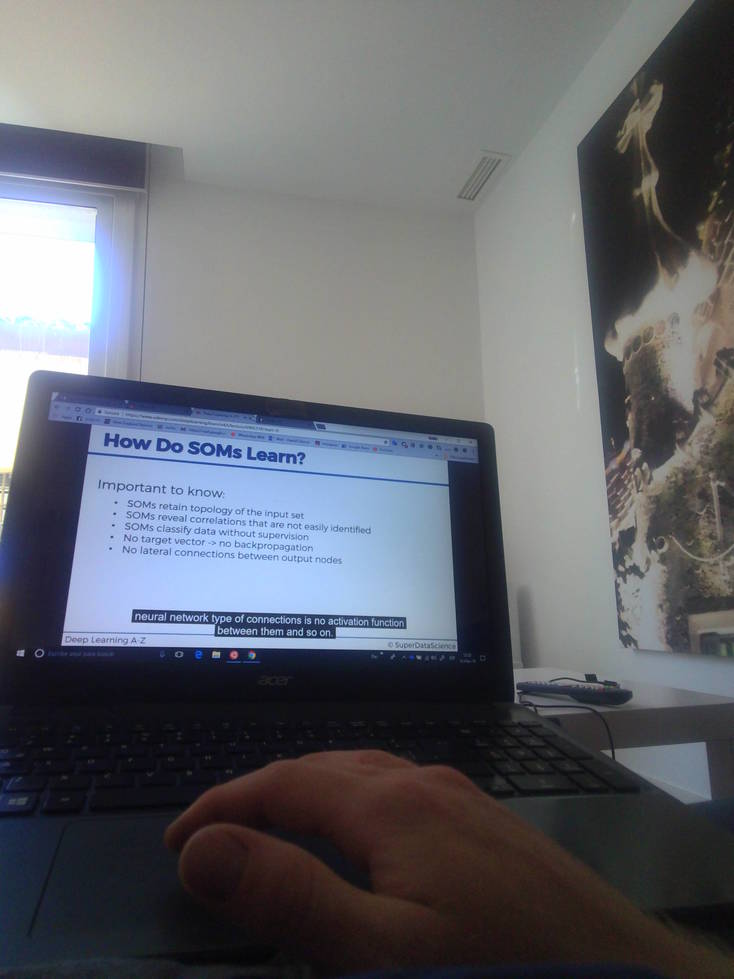 How Do SOMs Learn?
Important to know:
• SOMs retain topology of the input set
• SOMs reveal correlations that are not easily identified
• SOMs classify data without supervision
• No target vector -> no backpropagation
• No lateral connections between output nodes
neural network type of connections is no activation function
between them and so on.
Deep Learning A-Z
© SuperDataScience
acer